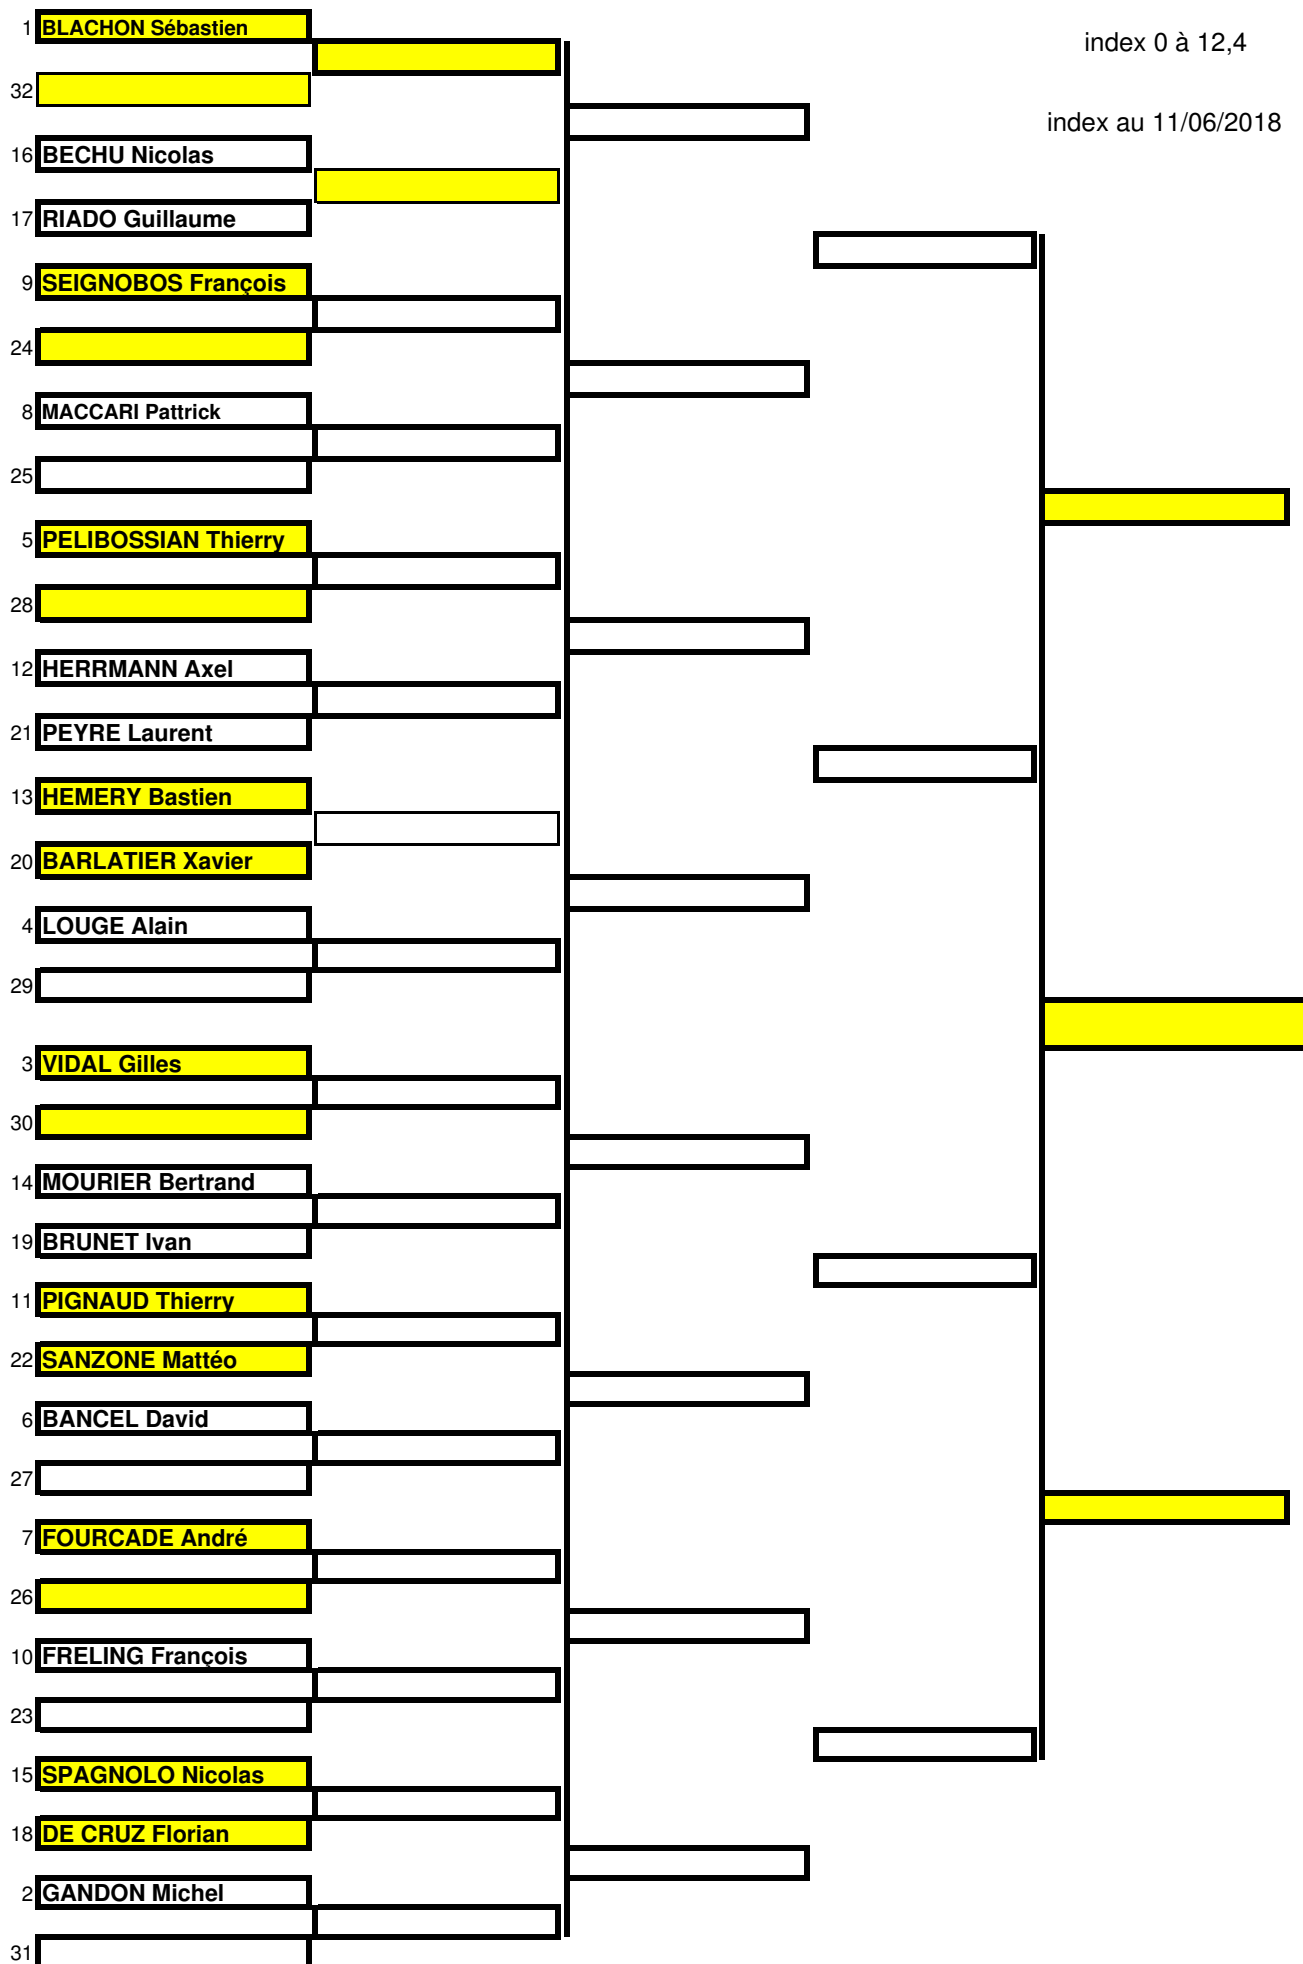 1 BLACHON Sébastien
index 0 à 12,4
32
index au 11/06/2018
16 BECHU Nicolas
17 RIADO Guillaume
9 SEIGNOBOS François
24
8 MACCARI Pattrick
25
5 PELIBOSSIAN Thierry
28
12 HERRMANN Axel
21 PEYRE Laurent
13 HEMERY Bastien
20 BARLATIER Xavier
4 LOUGE Alain
29
3 VIDAL Gilles
30
14 MOURIER Bertrand
19 BRUNET Ivan
11 PIGNAUD Thierry
22 SANZONE Mattéo
6 BANCEL David
27
7 FOURCADE André
26
10 FRELING François
23
15 SPAGNOLO Nicolas
18 DE CRUZ Florian
2 GANDON Michel
31